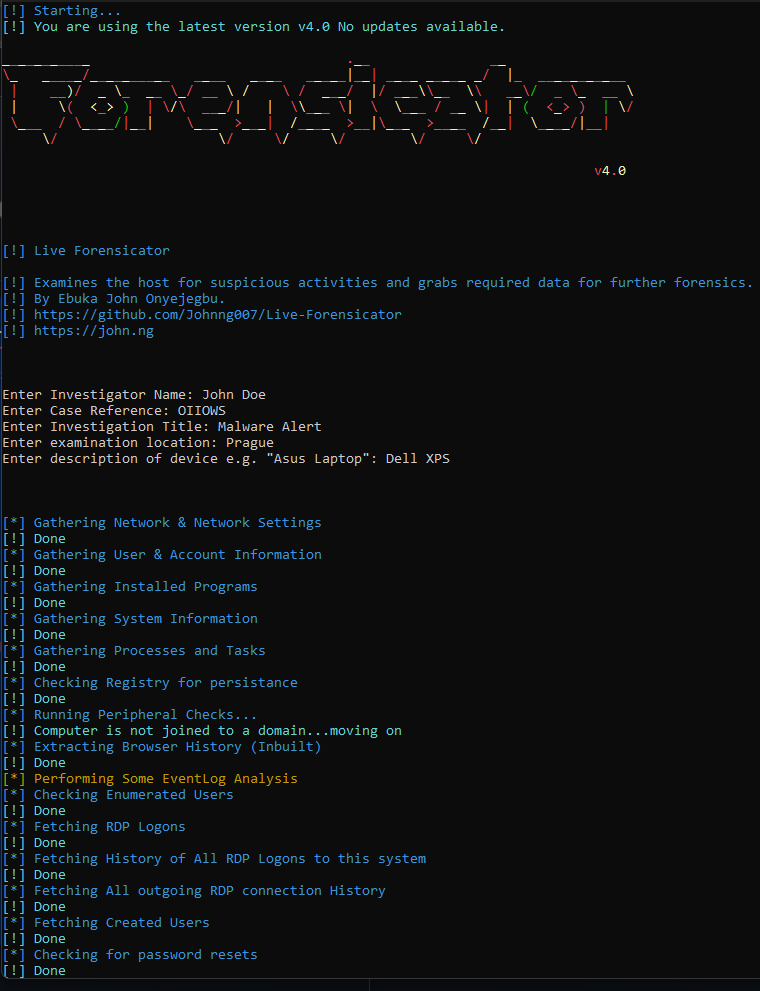 [!] Starting...
[!] You are using the latest version v4.0 No updates available.
Forensicator
v4.0
[!] Live Forensicator
[!] Examines the host for suspicious activities and grabs required data for further forensics.
[!] By Ebuka John Onyejegbu.
[!] https://github.com/Johnng007/Live-Forensicator
[!] https://john.ng
Enter Investigator Name: John Doe
Enter Case Reference: OIIOWS
Enter Investigation Title: Malware Alert
Enter examination location: Prague
Enter description of device e.g. "Asus Laptop": Dell XPS
[*] Gathering Network & Network Settings
[!] Done
[*] Gathering User & Account Information
[!] Done
[*] Gathering Installed Programs
[!] Done
[*] Gathering System Information
[!] Done
[*] Gathering Processes and Tasks
[!] Done
[*] Checking Registry for persistance
[!] Done
[*] Running Peripheral Checks...
[!] Computer is not joined to a domain...moving on
[*] Extracting Browser History (Inbuilt)
[!] Done
[*] Performing Some EventLog Analysis
[*] Checking Enumerated Users
[!] Done
[*] Fetching RDP Logons
[!] Done
[*] Fetching History of All RDP Logons to this system
[!] Done
[*] Fetching All outgoing RDP connection History
[!] Done
[*] Fetching Created Users
[!] Done
[*] Checking for password resets
[!] Done